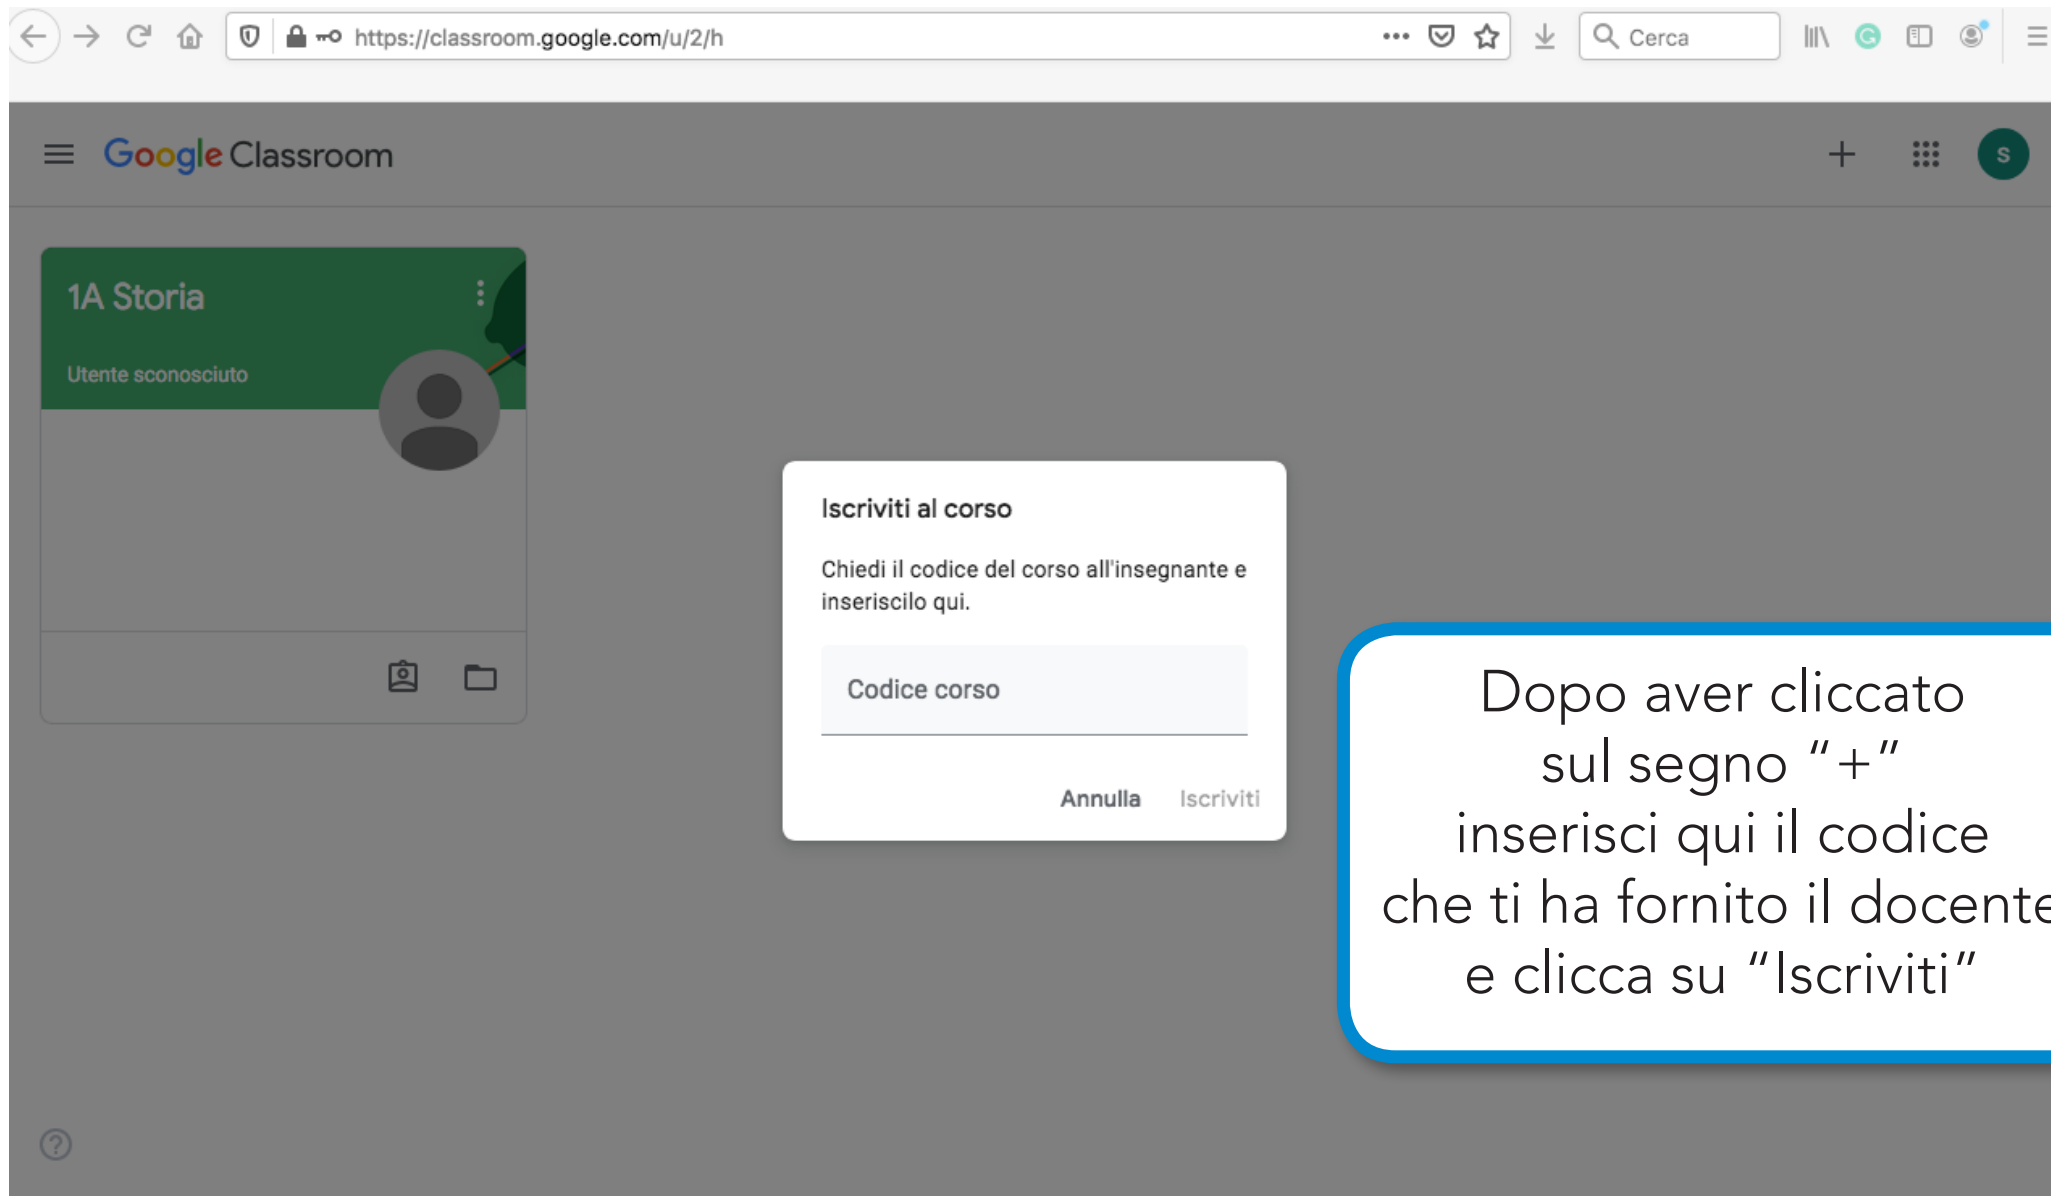 https://classroom.google.com/u/2/h
Cerca
Google Classroom
S
1A Storia
Utente sconosciuto
Iscriviti al corso
Chiedi il codice del corso all'insegnante e
inseriscilo qui.
Codice corso
Annulla Iscriviti
Dopo aver cliccato
sul segno “+”
inserisci qui il codice
che ti ha fornito il docente
e clicca su “Iscriviti”